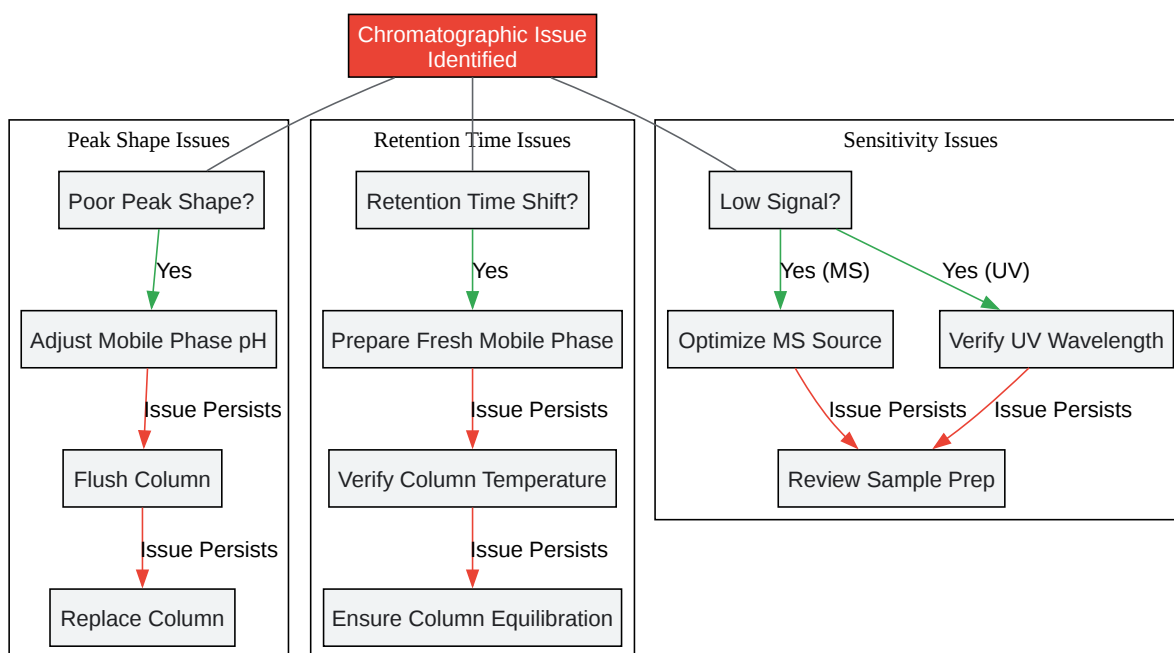 Chromatographic Issue
Identified
Peak Shape Issues
Poor Peak Shape?
Yes
Adjust Mobile Phase pH
Issue Persists
Flush Column
Issue Persists
Replace Column
Retention Time Issues
Retention Time Shift?
Yes
Prepare Fresh Mobile Phase
Issue Persists
Verify Column Temperature
Issue Persists
Ensure Column Equilibration
Sensitivity Issues
Low Signal?
Yes (MS)
Yes (UV)
Optimize MS Source
Verify UV Wavelength
Issue Persists
Issue Persists
Review Sample Prep